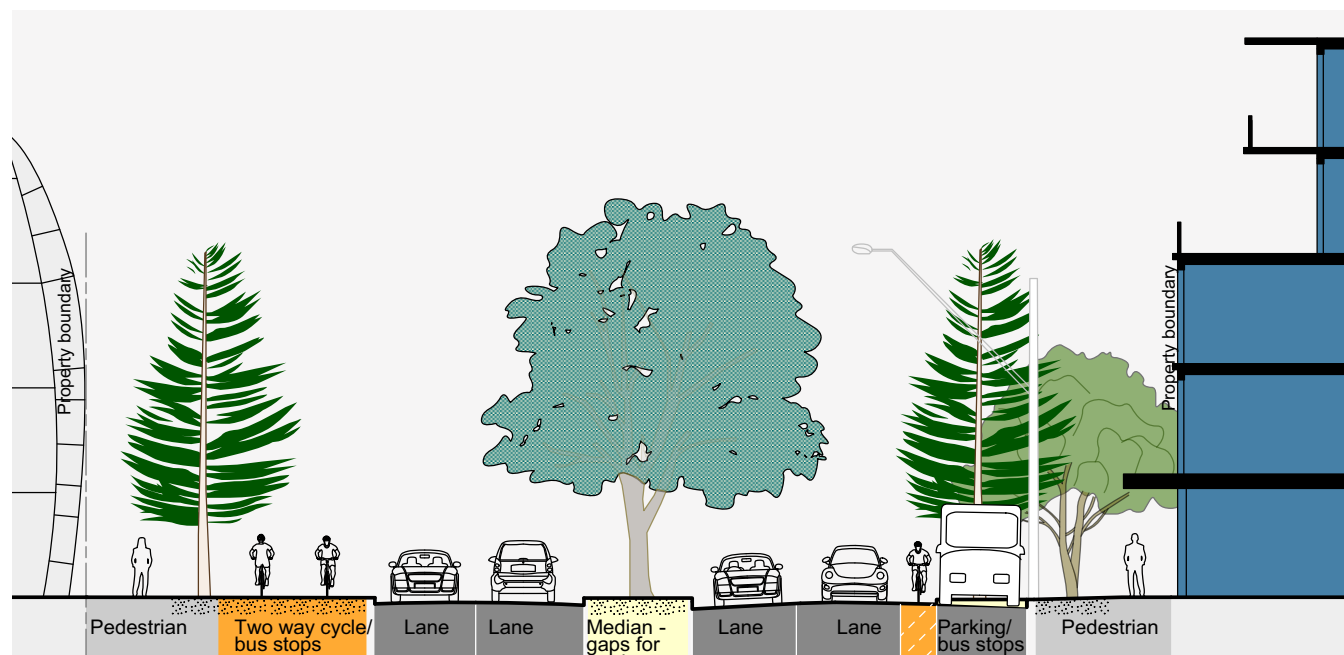 Property boundary
Property boundary
Pedestrian
Two way cycle/
bus stops
Lane
Lane
Median -
gaps for
Lane
Lane
Parking/
bus stops
Pedestrian